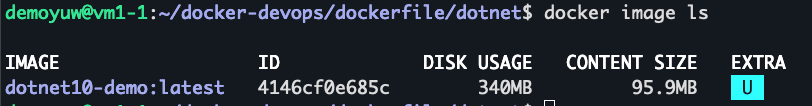 demoyuw@vm1-1:~/docker-devops/dockerfile/dotnet$ docker image ls
IMAGE ID DISK USAGE CONTENT SIZE EXTRA
dotnet10-demo:latest 4146cf0e685c 340MB 95.9MB U